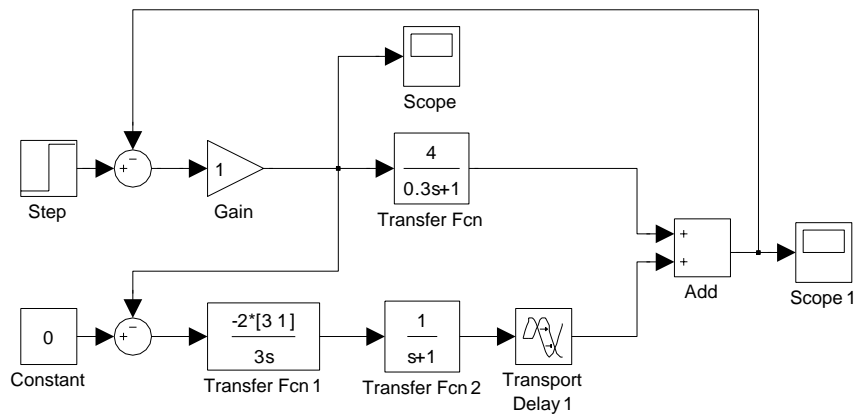 Scope
+
−
1
4
0.3s+1
Step
Gain
Transfer Fcn
+
+
Add
Scope 1
0
+
−
-2*[3 1]
3s
1
s+1
Constant
Transfer Fcn 1
Transfer Fcn 2
Transport
Delay 1